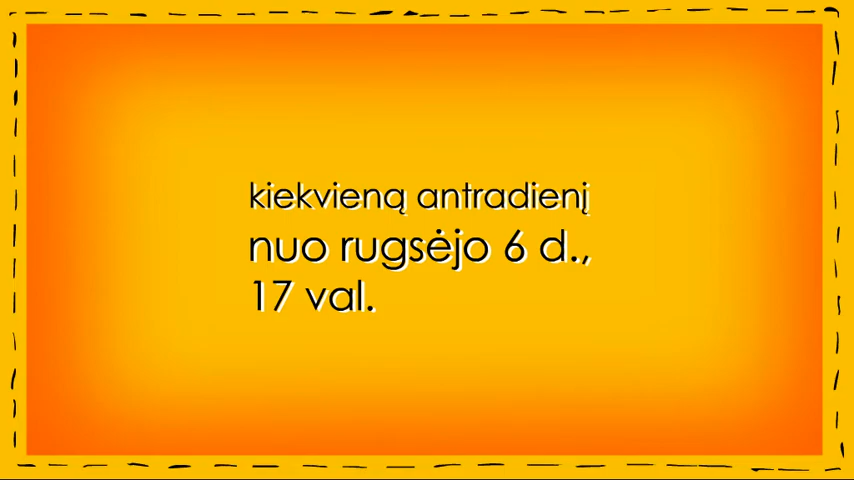 kiekvieną antradienį
nuo rugsėjo 6 d.,
17 val.